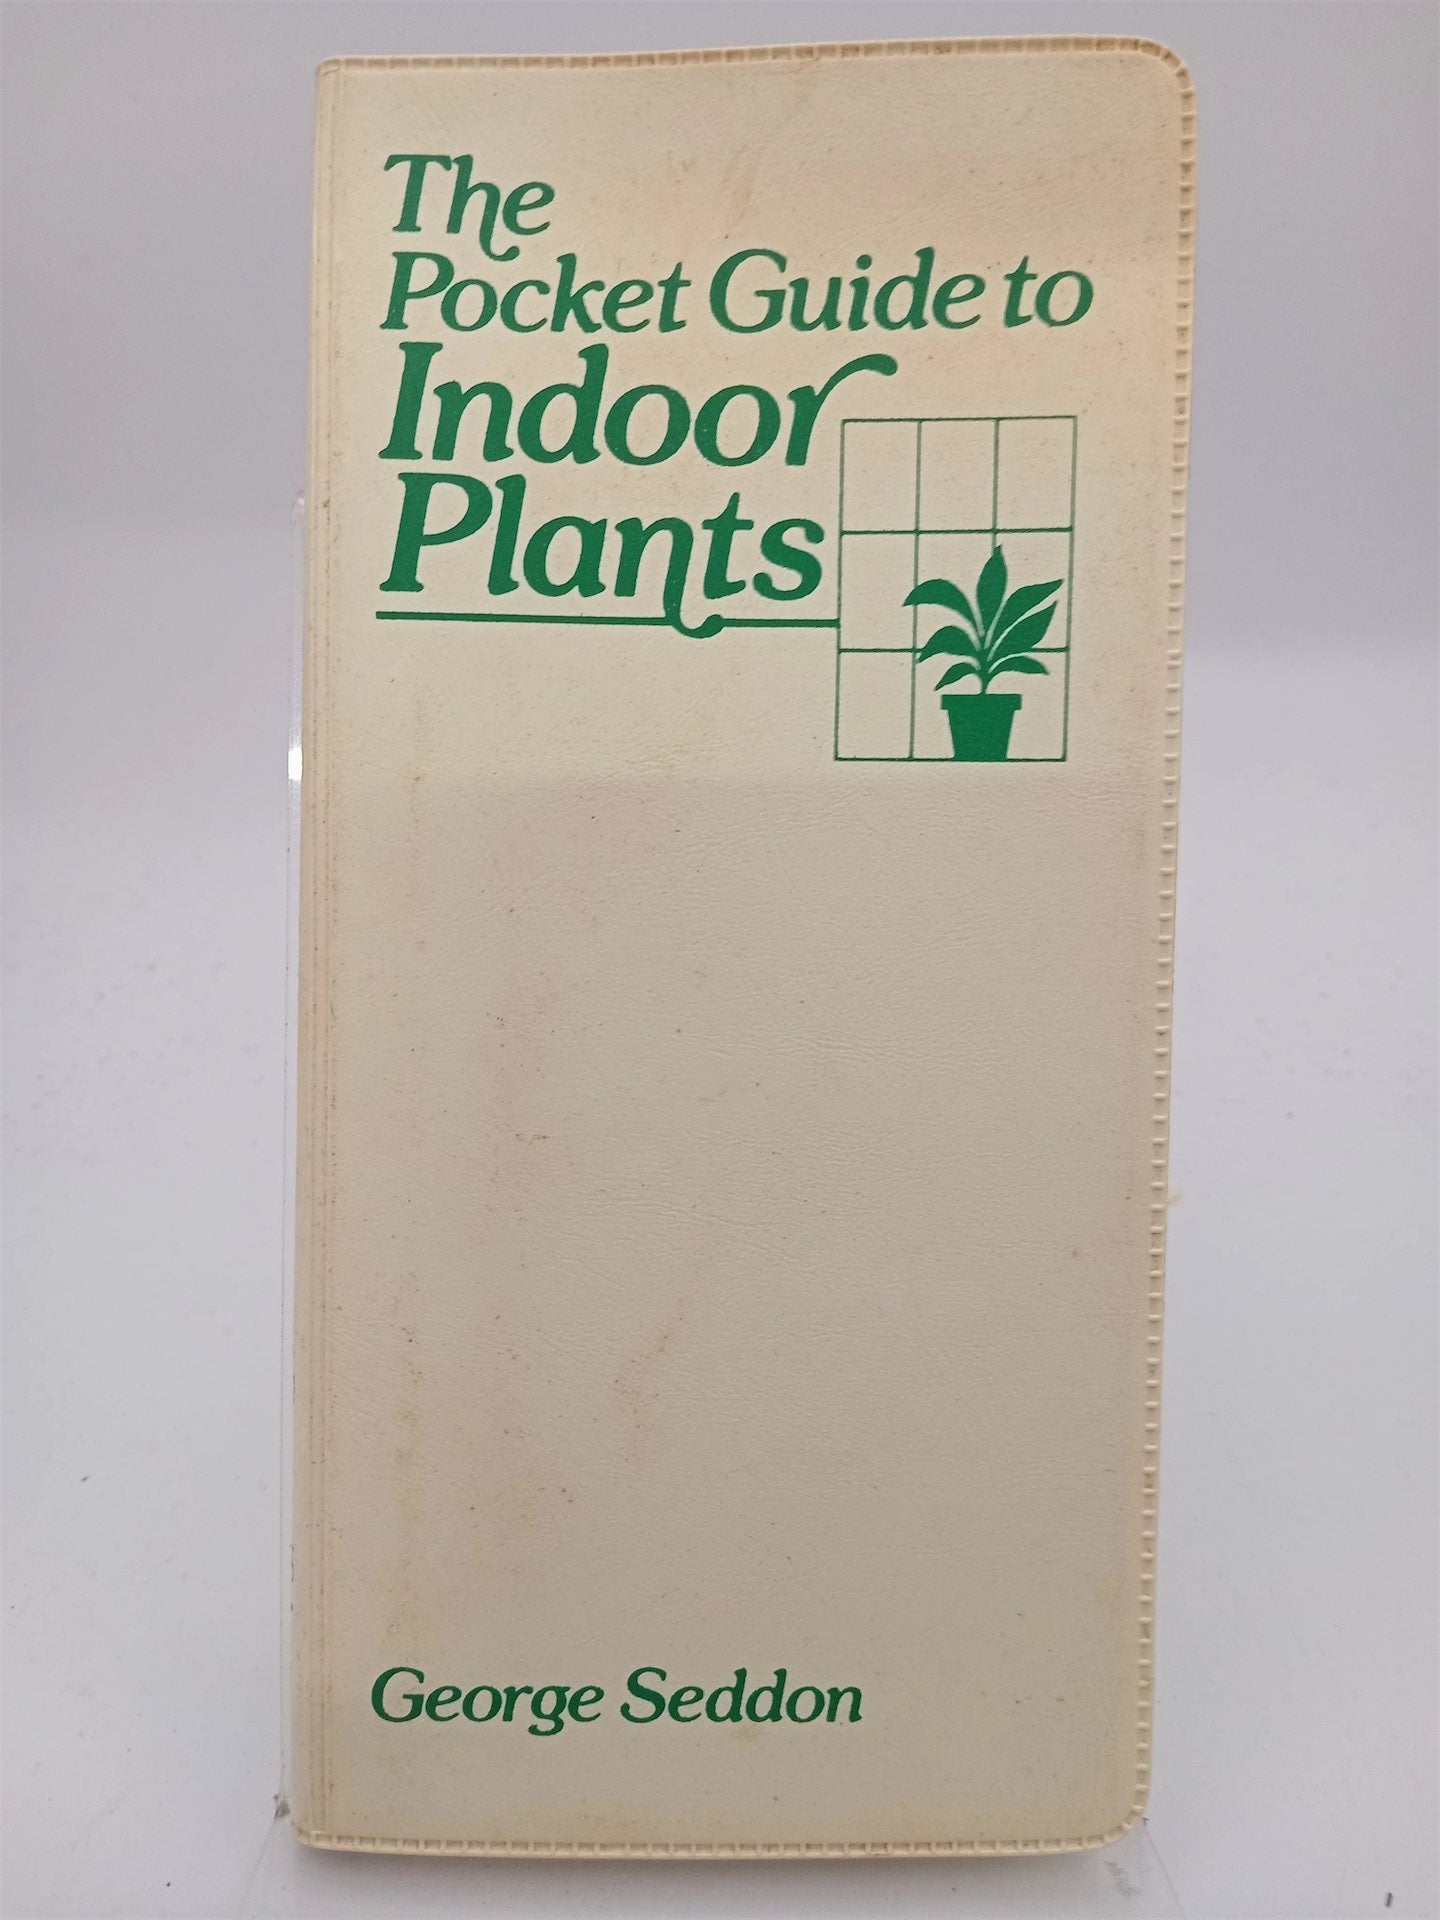 The
Pocket Guide to
Indoor
Plants
George Seddon